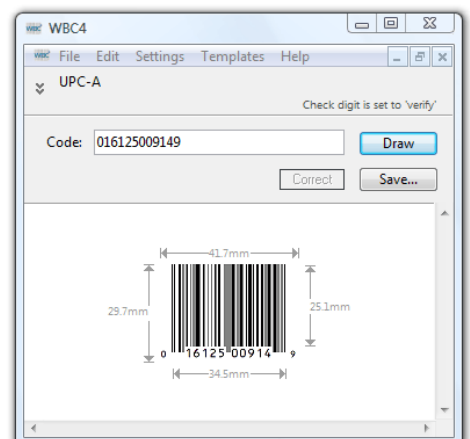 WBC4
File Edit Settings Templates Help
UPC-A
Check digit is set to 'verify'
Code: 016125009149 Draw
Correct Save...
41.7mm
29.7mm 25.1mm
0 16125 00914 9
34.5mm